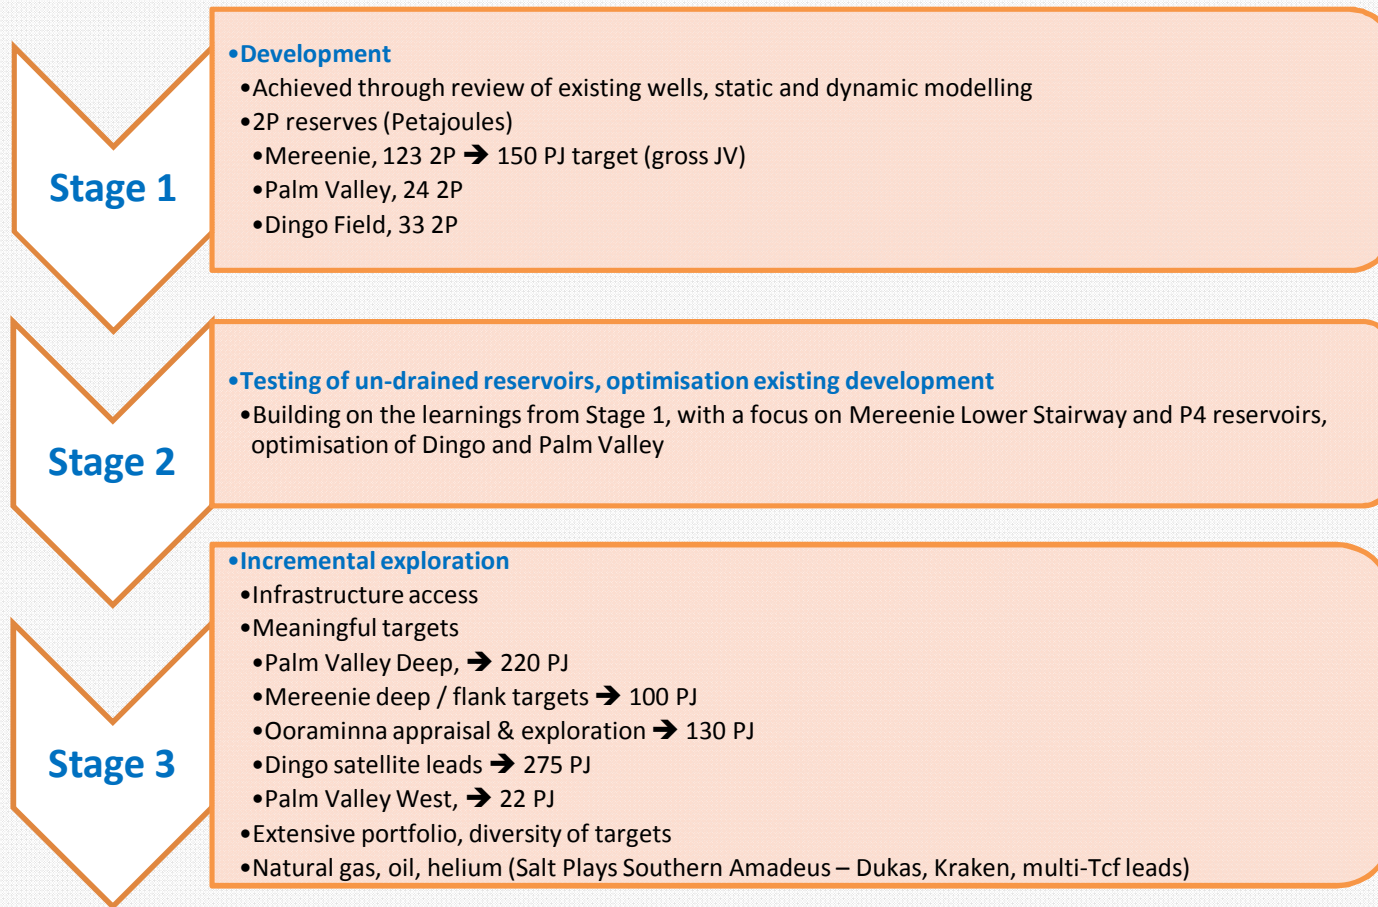 Stage 1
•Development
•Achieved through review of existing wells, static and dynamic modelling
•2P reserves (Petajoules)
•Mereenie, 123 2P ➔ 150 PJ target (gross JV)
•Palm Valley, 24 2P
•Dingo Field, 33 2P
Stage 2
•Testing of un-drained reservoirs, optimisation existing development
•Building on the learnings from Stage 1, with a focus on Mereenie Lower Stairway and P4 reservoirs,
optimisation of Dingo and Palm Valley
Stage 3
•Incremental exploration
•Infrastructure access
•Meaningful targets
•Palm Valley Deep, ➔ 220 PJ
•Mereenie deep / flank targets ➔ 100 PJ
•Ooraminna appraisal & exploration ➔ 130 PJ
•Dingo satellite leads ➔ 275 PJ
•Palm Valley West, ➔ 22 PJ
•Extensive portfolio, diversity of targets
•Natural gas, oil, helium (Salt Plays Southern Amadeus – Dukas, Kraken, multi-Tcf leads)